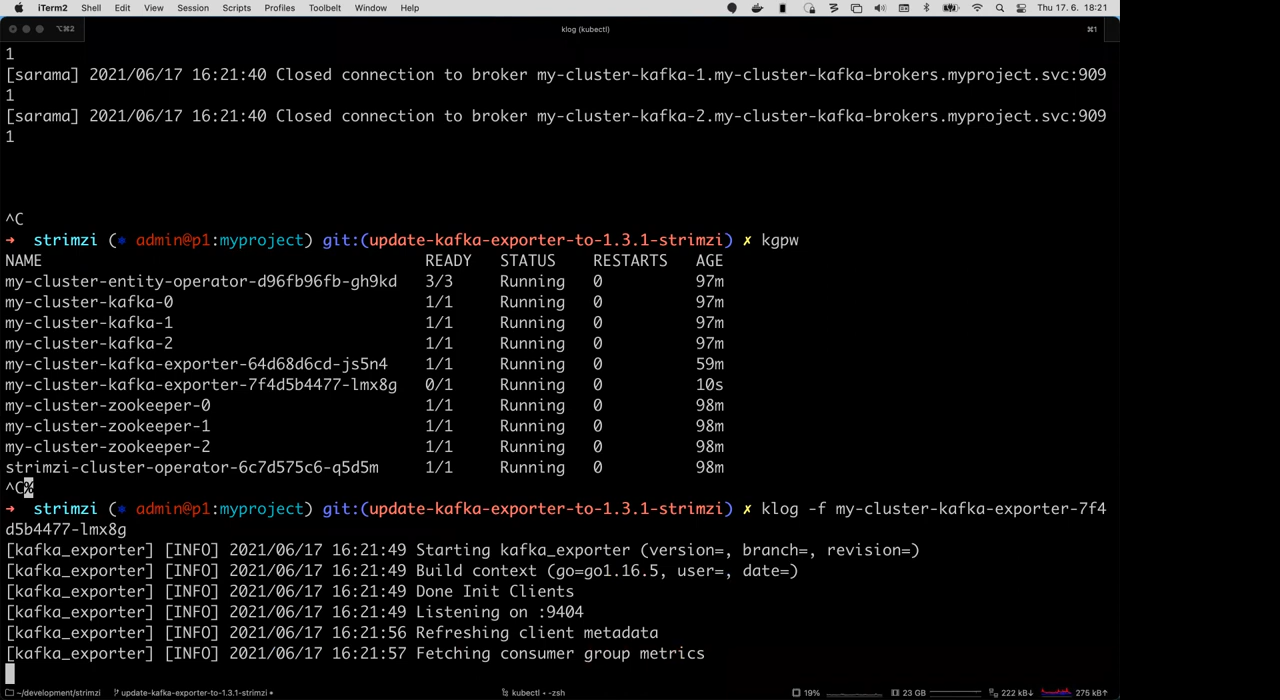 iTerm2 Shell Edit View Session Scripts Profiles Toolbelt Window Help Thu 17. 6. 18:21
⌥⌘2 klog (kubectl) ⌘1
1
[sarama] 2021/06/17 16:21:40 Closed connection to broker my-cluster-kafka-1.my-cluster-kafka-brokers.myproject.svc:909
1
[sarama] 2021/06/17 16:21:40 Closed connection to broker my-cluster-kafka-2.my-cluster-kafka-brokers.myproject.svc:909
1
^C
➜ strimzi (⎈ admin@p1:myproject) git:(update-kafka-exporter-to-1.3.1-strimzi) ✗ kgpw
NAME READY STATUS RESTARTS AGE
my-cluster-entity-operator-d96fb96fb-gh9kd 3/3 Running 0 97m
my-cluster-kafka-0 1/1 Running 0 97m
my-cluster-kafka-1 1/1 Running 0 97m
my-cluster-kafka-2 1/1 Running 0 97m
my-cluster-kafka-exporter-64d68d6cd-js5n4 1/1 Running 0 59m
my-cluster-kafka-exporter-7f4d5b4477-lmx8g 0/1 Running 0 10s
my-cluster-zookeeper-0 1/1 Running 0 98m
my-cluster-zookeeper-1 1/1 Running 0 98m
my-cluster-zookeeper-2 1/1 Running 0 98m
strimzi-cluster-operator-6c7d575c6-q5d5m 1/1 Running 0 98m
^C%
➜ strimzi (⎈ admin@p1:myproject) git:(update-kafka-exporter-to-1.3.1-strimzi) ✗ klog -f my-cluster-kafka-exporter-7f4
d5b4477-lmx8g
[kafka_exporter] [INFO] 2021/06/17 16:21:49 Starting kafka_exporter (version=, branch=, revision=)
[kafka_exporter] [INFO] 2021/06/17 16:21:49 Build context (go=go1.16.5, user=, date=)
[kafka_exporter] [INFO] 2021/06/17 16:21:49 Done Init Clients
[kafka_exporter] [INFO] 2021/06/17 16:21:49 Listening on :9404
[kafka_exporter] [INFO] 2021/06/17 16:21:56 Refreshing client metadata
[kafka_exporter] [INFO] 2021/06/17 16:21:57 Fetching consumer group metrics
~/development/strimzi update-kafka-exporter-to-1.3.1-strimzi • kubectl ◂ -zsh 19% 23 GB 222 kB↓ 275 kB↑